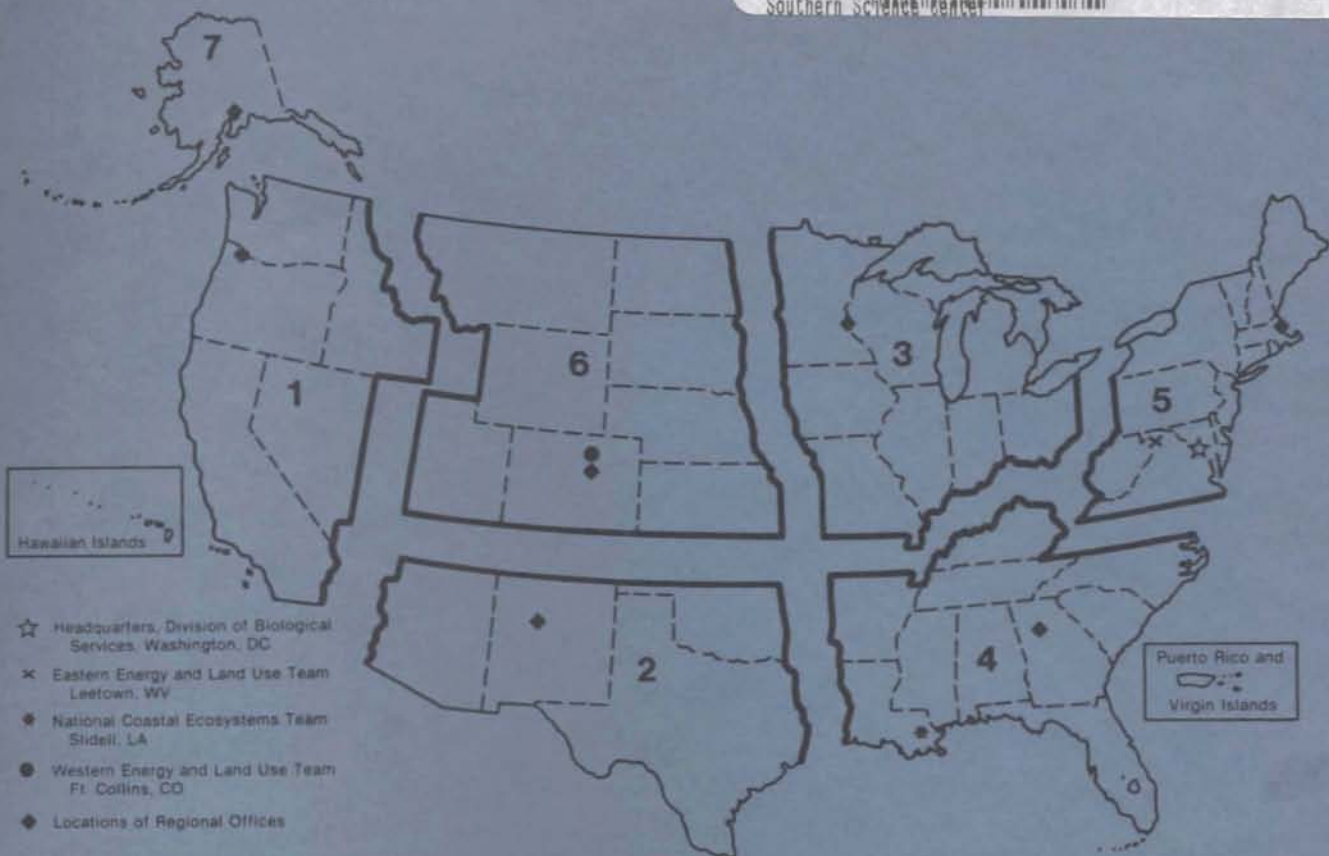 Southern Science Center
7
1
6
3
5
2
4
Hawaiian Islands
Puerto Rico and
Virgin Islands
Headquarters, Division of Biological
Services, Washington, DC
Eastern Energy and Land Use Team
Leetown, WV
National Coastal Ecosystems Team
Slidell, LA
Western Energy and Land Use Team
Ft. Collins, CO
Locations of Regional Offices